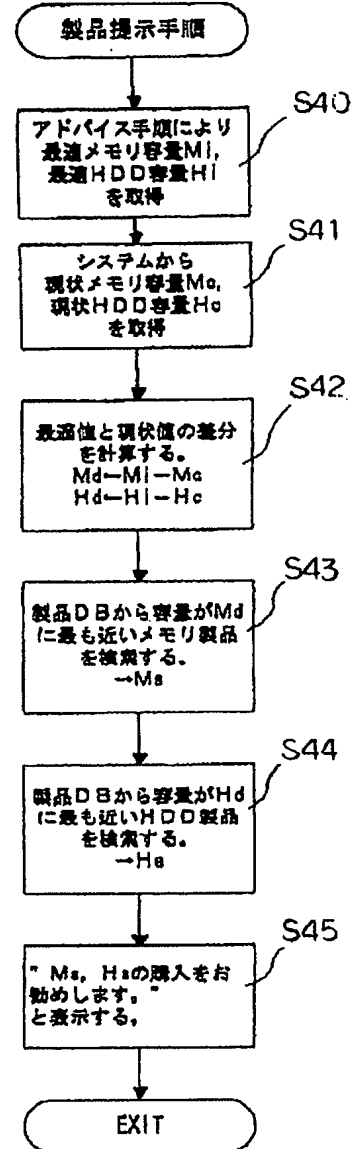 製品提示手順
S40
アドバイス手順により
最適メモリ容量Mi,
最適HDD容量Hi
を取得
S41
システムから
現状メモリ容量Mc,
現状HDD容量Hc
を取得
S42
最適値と現状値の差分
を計算する。
Md←Mi−Mc
Hd←Hi−Hc
S43
製品DBから容量がMd
に最も近いメモリ製品
を検索する。
→Ms
S44
製品DBから容量がHd
に最も近いHDD製品
を検索する。
→Hs
S45
" Ms, Hsの購入をお
勧めします。"
と表示する。
EXIT